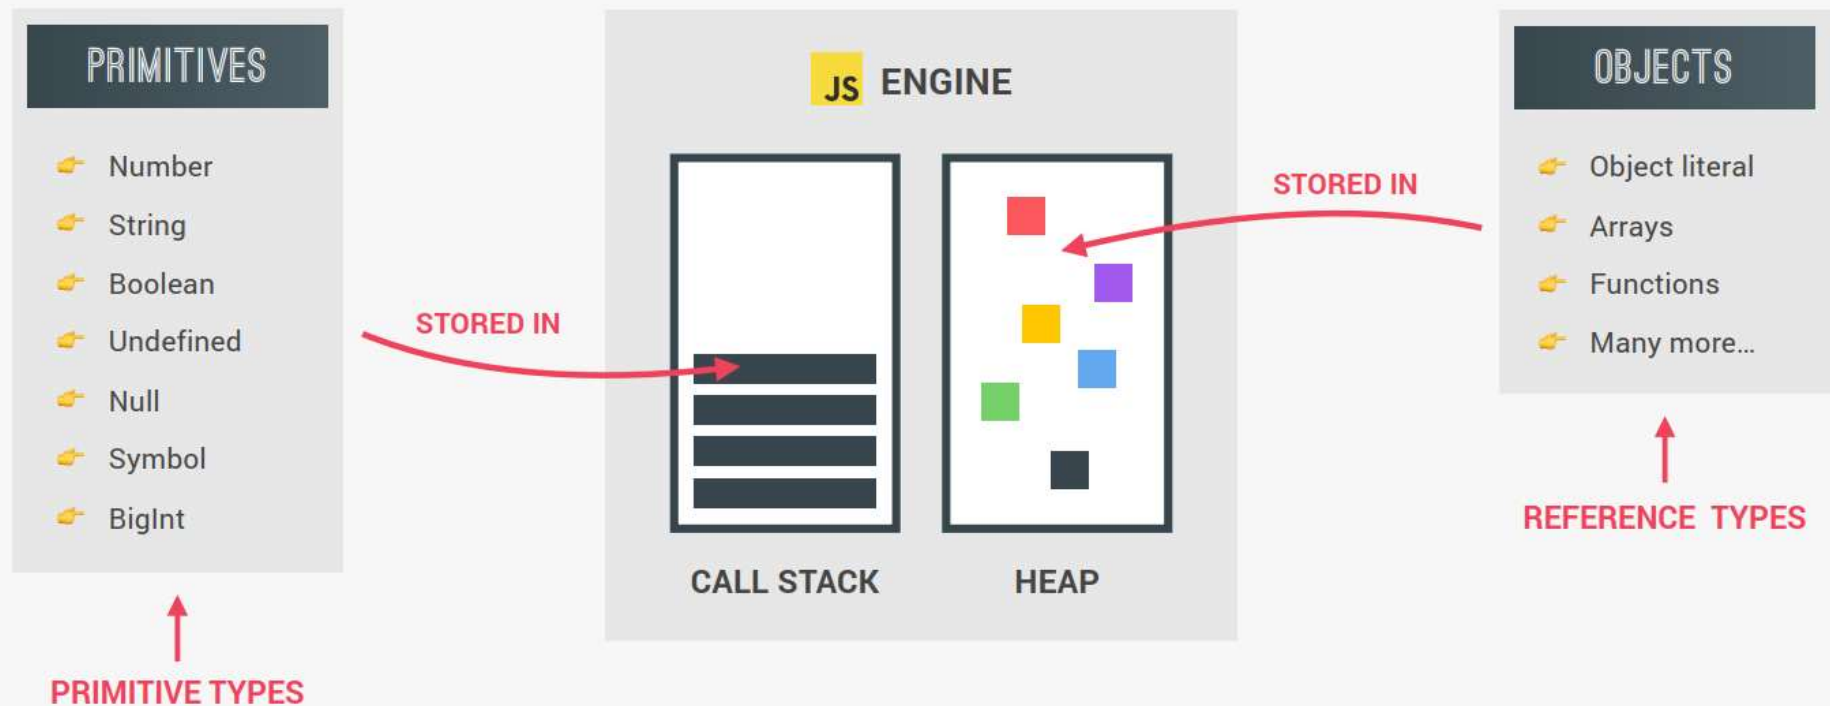 PRIMITIVES
Number
String
Boolean
Undefined
Null
Symbol
BigInt
PRIMITIVE TYPES
STORED IN
JS ENGINE
CALL STACK
HEAP
STORED IN
OBJECTS
Object literal
Arrays
Functions
Many more...
REFERENCE TYPES